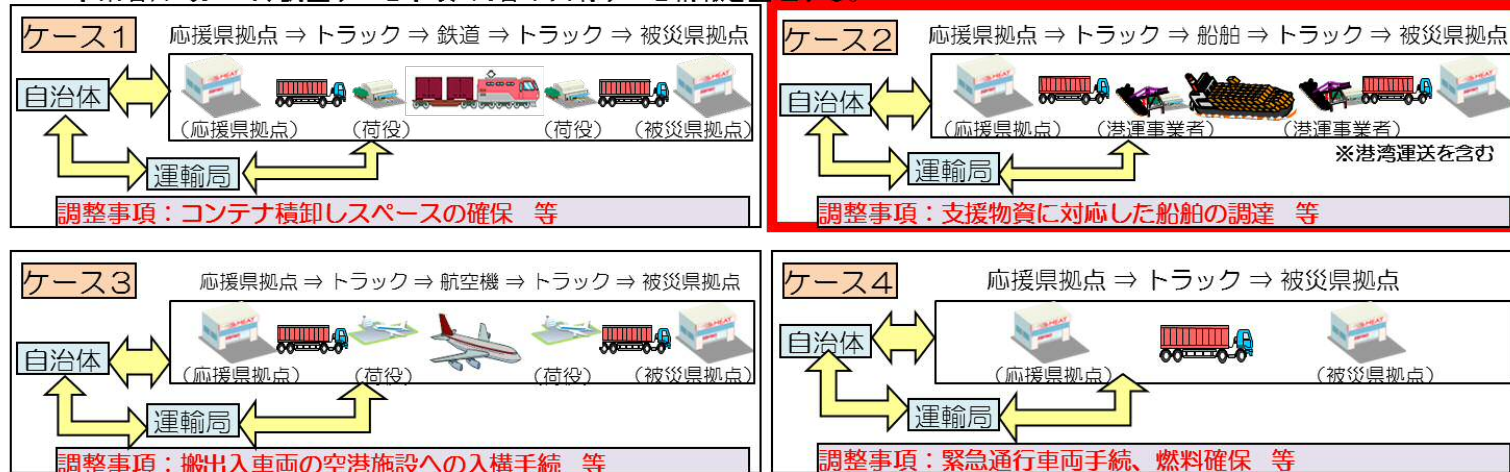 ケース1
応援県拠点 ⇒ トラック ⇒ 鉄道 ⇒ トラック ⇒ 被災県拠点
自治体
(応援県拠点) (荷役) (荷役) (被災県拠点)
運輸局
調整事項:コンテナ積卸しスペースの確保 等
ケース2
応援県拠点 ⇒ トラック ⇒ 船舶 ⇒ トラック ⇒ 被災県拠点
自治体
(応援県拠点) (港運事業者) (港運事業者)
※港湾運送を含む
運輸局
調整事項:支援物資に対応した船舶の調達 等
ケース3
応援県拠点 ⇒ トラック ⇒ 航空機 ⇒ トラック ⇒ 被災県拠点
自治体
(応援県拠点) (荷役) (荷役) (被災県拠点)
運輸局
調整事項:搬出入車両の空港施設への入構手続 等
ケース4
応援県拠点 ⇒ トラック ⇒ 被災県拠点
自治体
(応援県拠点) (被災県拠点)
運輸局
調整事項:緊急通行車両手続、燃料確保 等